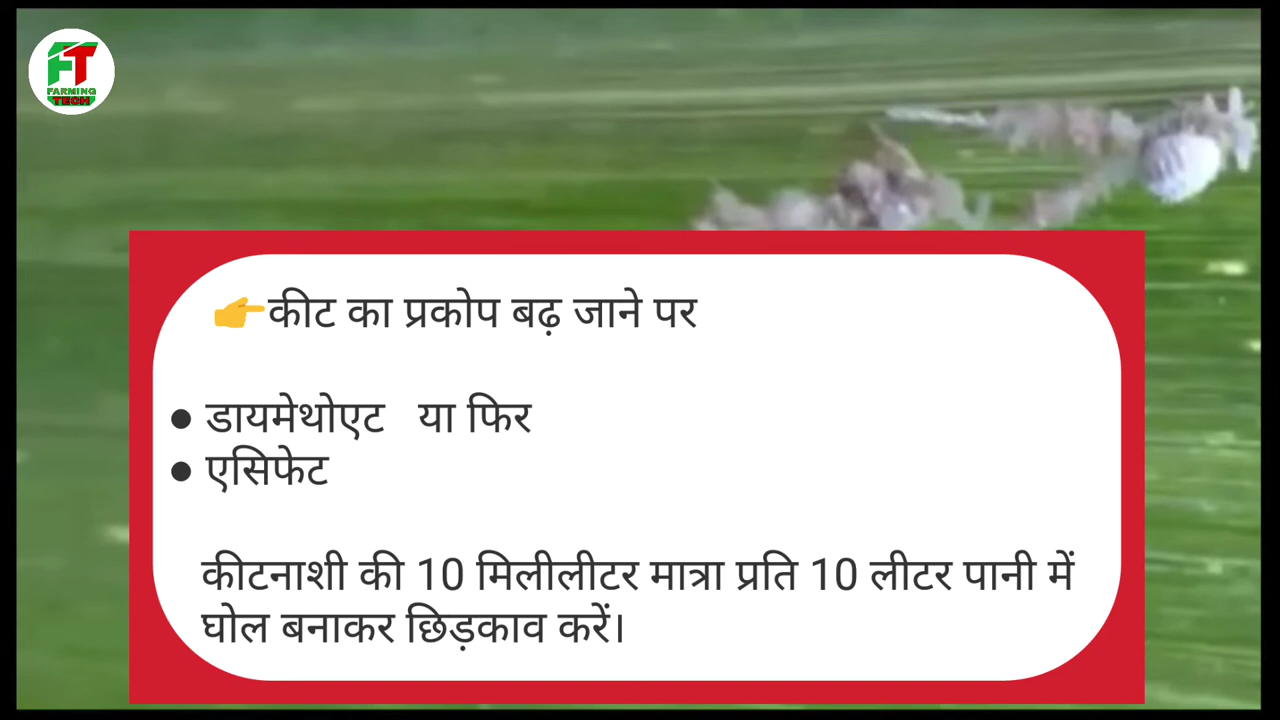 FT
FARMING
TECH
👉कीट का प्रकोप बढ़ जाने पर
● डायमेथोएट या फिर
● एसिफेट
कीटनाशी की 10 मिलीलीटर मात्रा प्रति 10 लीटर पानी में
घोल बनाकर छिड़काव करें।